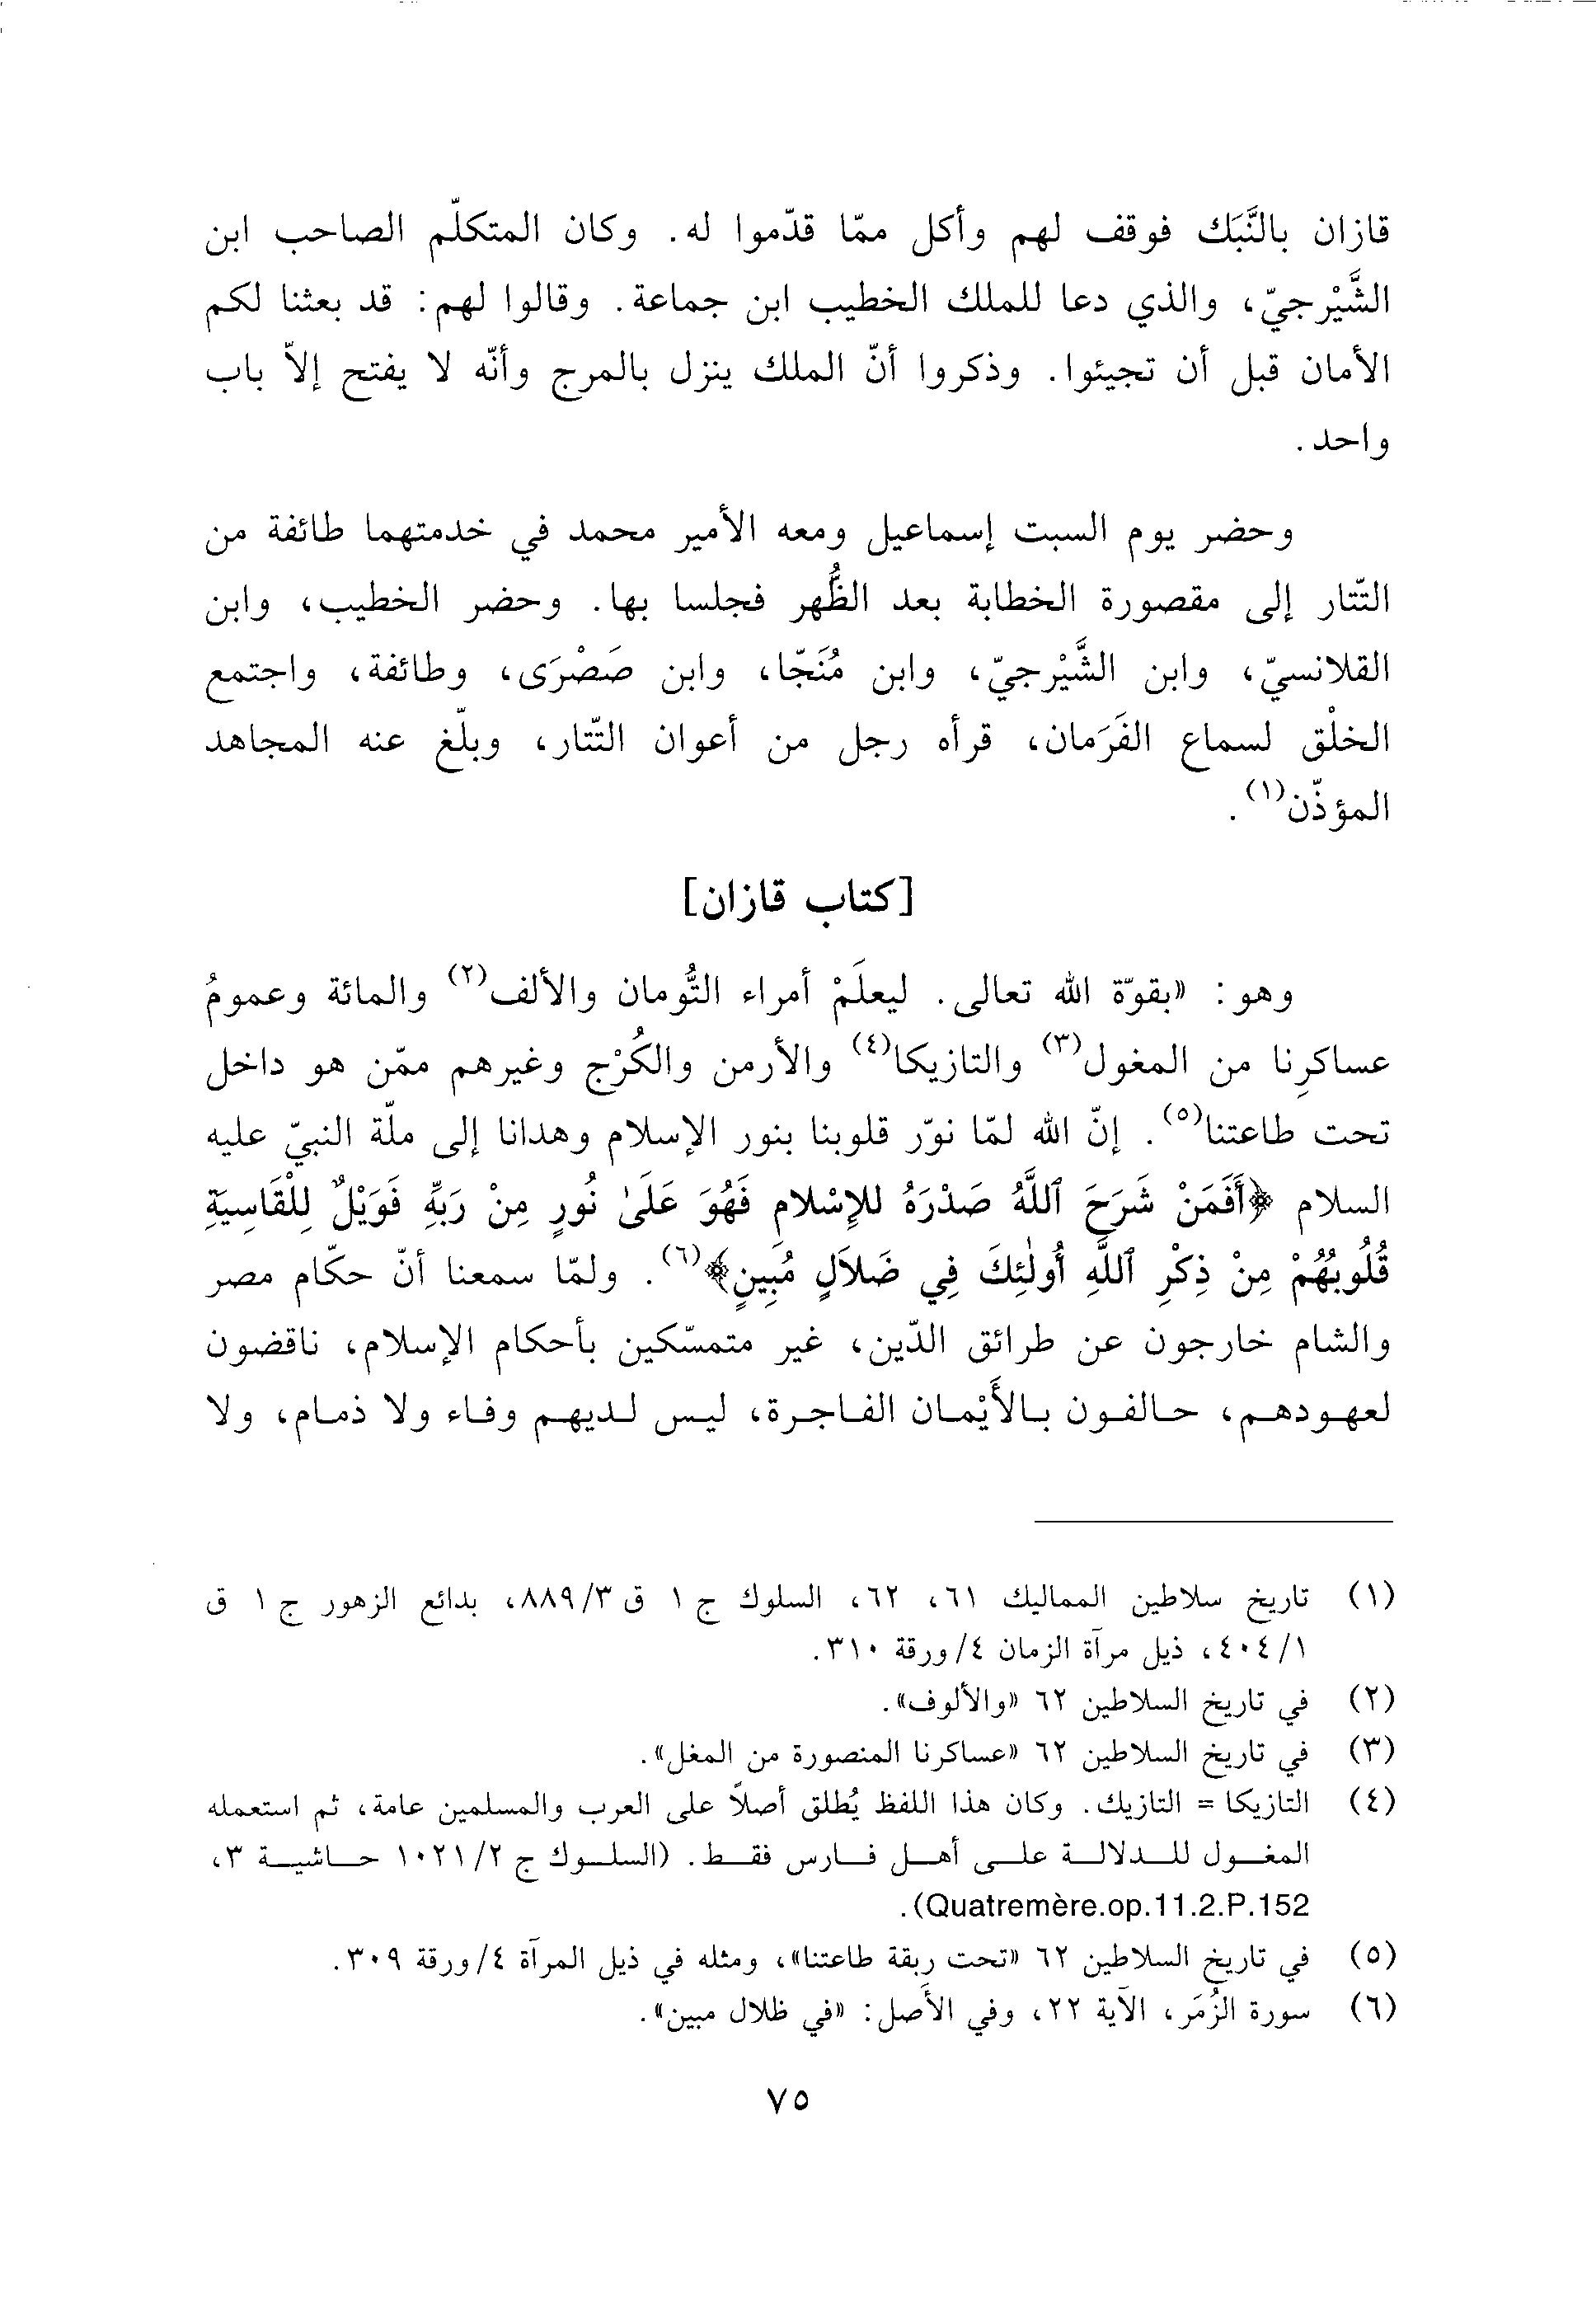 قازان بالنَّبَك فوقف لهم وأكل ممّا قدّموا له. وكان المتكلّم الصاحب ابن
الشَّيْرجيّ، والذي دعا للملك الخطيب ابن جماعة. وقالوا لهم: قد بعثنا لكم
الأمان قبل أن تجيئوا. وذكروا أنّ الملك ينزل بالمرج وأنّه لا يفتح إلاّ باب
واحد.
وحضر يوم السبت إسماعيل ومعه الأمير محمد في خدمتهما طائفة من
التّتار إلى مقصورة الخطابة بعد الظُّهر فجلسا بها. وحضر الخطيب، وابن
القلانسيّ، وابن الشَّيْرجيّ، وابن مُنَجّا، وابن صَصْرَى، وطائفة، واجتمع
الخلْق لسماع الفَرَمان، قرأه رجل من أعوان التّتار، وبلّغ عنه المجاهد
المؤذّن(١).
[كتاب قازان]
وهو: «بقوّة الله تعالى. ليعلَمْ أمراء التُّومان والألف(٢) والمائة وعمومُ
عساكرِنا من المغول(٣) والتازيكا(٤) والأرمن والكُرْج وغيرهم ممّن هو داخل
تحت طاعتنا(٥). إنّ الله لمّا نوّر قلوبنا بنور الإسلام وهدانا إلى ملّة النبيّ عليه
السلام ﴿أَفَمَنْ شَرَحَ ٱللَّهُ صَدْرَهُ للإِسْلامِ فَهُوَ عَلَىٰ نُورٍ مِنْ رَبِّهِ فَوَيْلٌ لِلْقَاسِيَةِ
قُلُوبُهُمْ مِنْ ذِكْرِ ٱللَّهِ أُولٰئِكَ فِي ضَلاَلٍ مُبِينٍ﴾(٦). ولمّا سمعنا أنّ حكّام مصر
والشام خارجون عن طرائق الدّين، غير متمسّكين بأحكام الإسلام، ناقضون
لعهودهم، حالفون بالأَيْمان الفاجرة، ليس لديهم وفاء ولا ذمام، ولا
(١) تاريخ سلاطين المماليك ٦١، ٦٢، السلوك ج ١ ق ٨٨٩/٣، بدائع الزهور ج ١ ق
٤٠٤/١، ذيل مرآة الزمان ٤/ورقة ٣١٠.
(٢) في تاريخ السلاطين ٦٢ «والألوف».
(٣) في تاريخ السلاطين ٦٢ «عساكرنا المنصورة من المغل».
(٤) التازيكا = التازيك. وكان هذا اللفظ يُطلق أصلاً على العرب والمسلمين عامة، ثم استعمله
المغول للدلالة على أهل فارس فقط. (السلوك ج ١٠٢١/٢ حاشية ٣،
Quatremère.op.11.2.P.152).
(٥) في تاريخ السلاطين ٦٢ «تحت ربقة طاعتنا»، ومثله في ذيل المرآة ٤/ورقة ٣٠٩.
(٦) سورة الزُمَر، الآية ٢٢، وفي الأصل: «في ظلال مبين».
٧٥